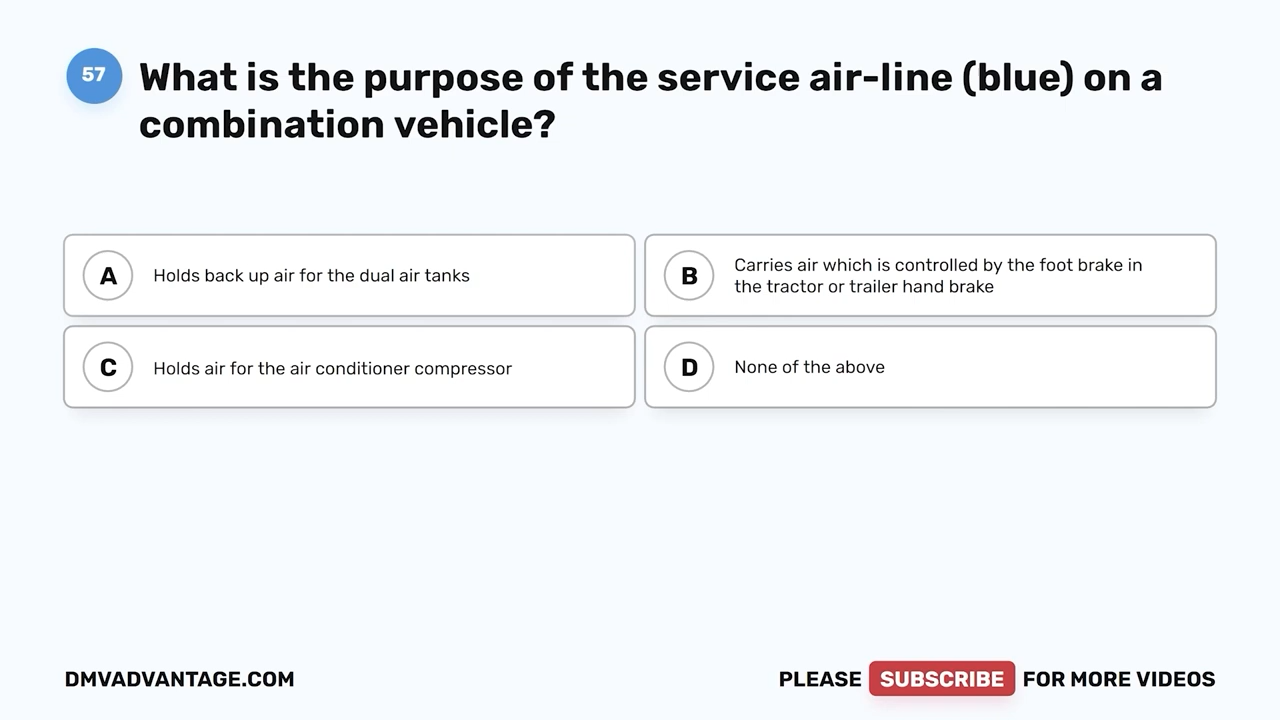 57
What is the purpose of the service air-line (blue) on a
combination vehicle?
A
Holds back up air for the dual air tanks
B
Carries air which is controlled by the foot brake in
the tractor or trailer hand brake
C
Holds air for the air conditioner compressor
D
None of the above
DMVADVANTAGE.COM
PLEASE SUBSCRIBE FOR MORE VIDEOS